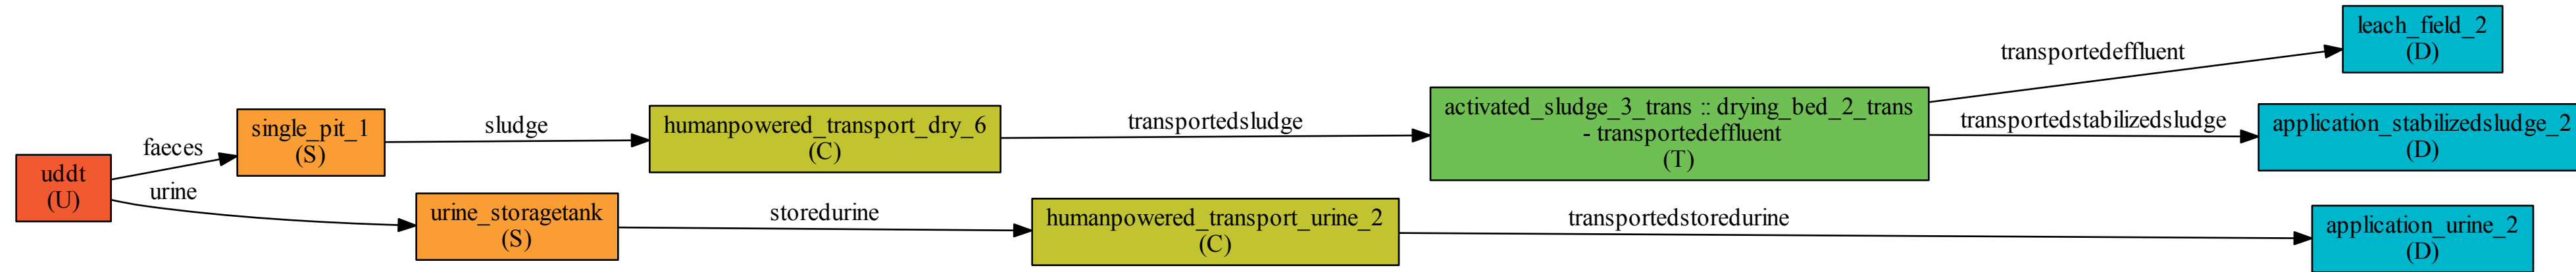 uddt
(U)
faeces
urine
single_pit_1
(S)
urine_storagetank
(S)
sludge
storedurine
humanpowered_transport_dry_6
(C)
humanpowered_transport_urine_2
(C)
transportedsludge
transportedstoredurine
activated_sludge_3_trans :: drying_bed_2_trans
- transportedeffluent
(T)
transportedeffluent
transportedstabilizedsludge
leach_field_2
(D)
application_stabilizedsludge_2
(D)
application_urine_2
(D)